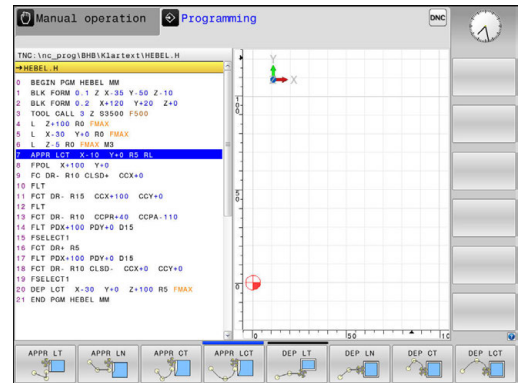 Manual operation
Programming
DNC
TNC:\nc_prog\BHB\Klartext\HEBEL.H
→HEBEL.H
0 BEGIN PGM HEBEL MM
1 BLK FORM 0.1 Z X-35 Y-50 Z-10
2 BLK FORM 0.2 X+120 Y+20 Z+0
3 TOOL CALL 3 Z S3500 F500
4 L Z+100 R0 FMAX
5 L X-30 Y+0 R0 FMAX
6 L Z-5 R0 FMAX M3
7 APPR LCT X-10 Y+0 R5 RL
8 FPOL X+100 Y+0
9 FC DR- R10 CLSD+ CCX+0
10 FLT
11 FCT DR- R15 CCX+100 CCY+0
12 FLT
13 FCT DR- R10 CCPR+40 CCPA-110
14 FLT PDX+100 PDY+0 D15
15 FSELECT1
16 FCT DR+ R5
17 FLT PDX+100 PDY+0 D15
18 FCT DR- R10 CLSD- CCX+0 CCY+0
19 FSELECT1
20 DEP LCT X-30 Y+0 Z+100 R5 FMAX
21 END PGM HEBEL MM
Y
X
100
50
0
0
50
APPR LT
APPR LN
APPR CT
APPR LCT
DEP LT
DEP LN
DEP CT
DEP LCT